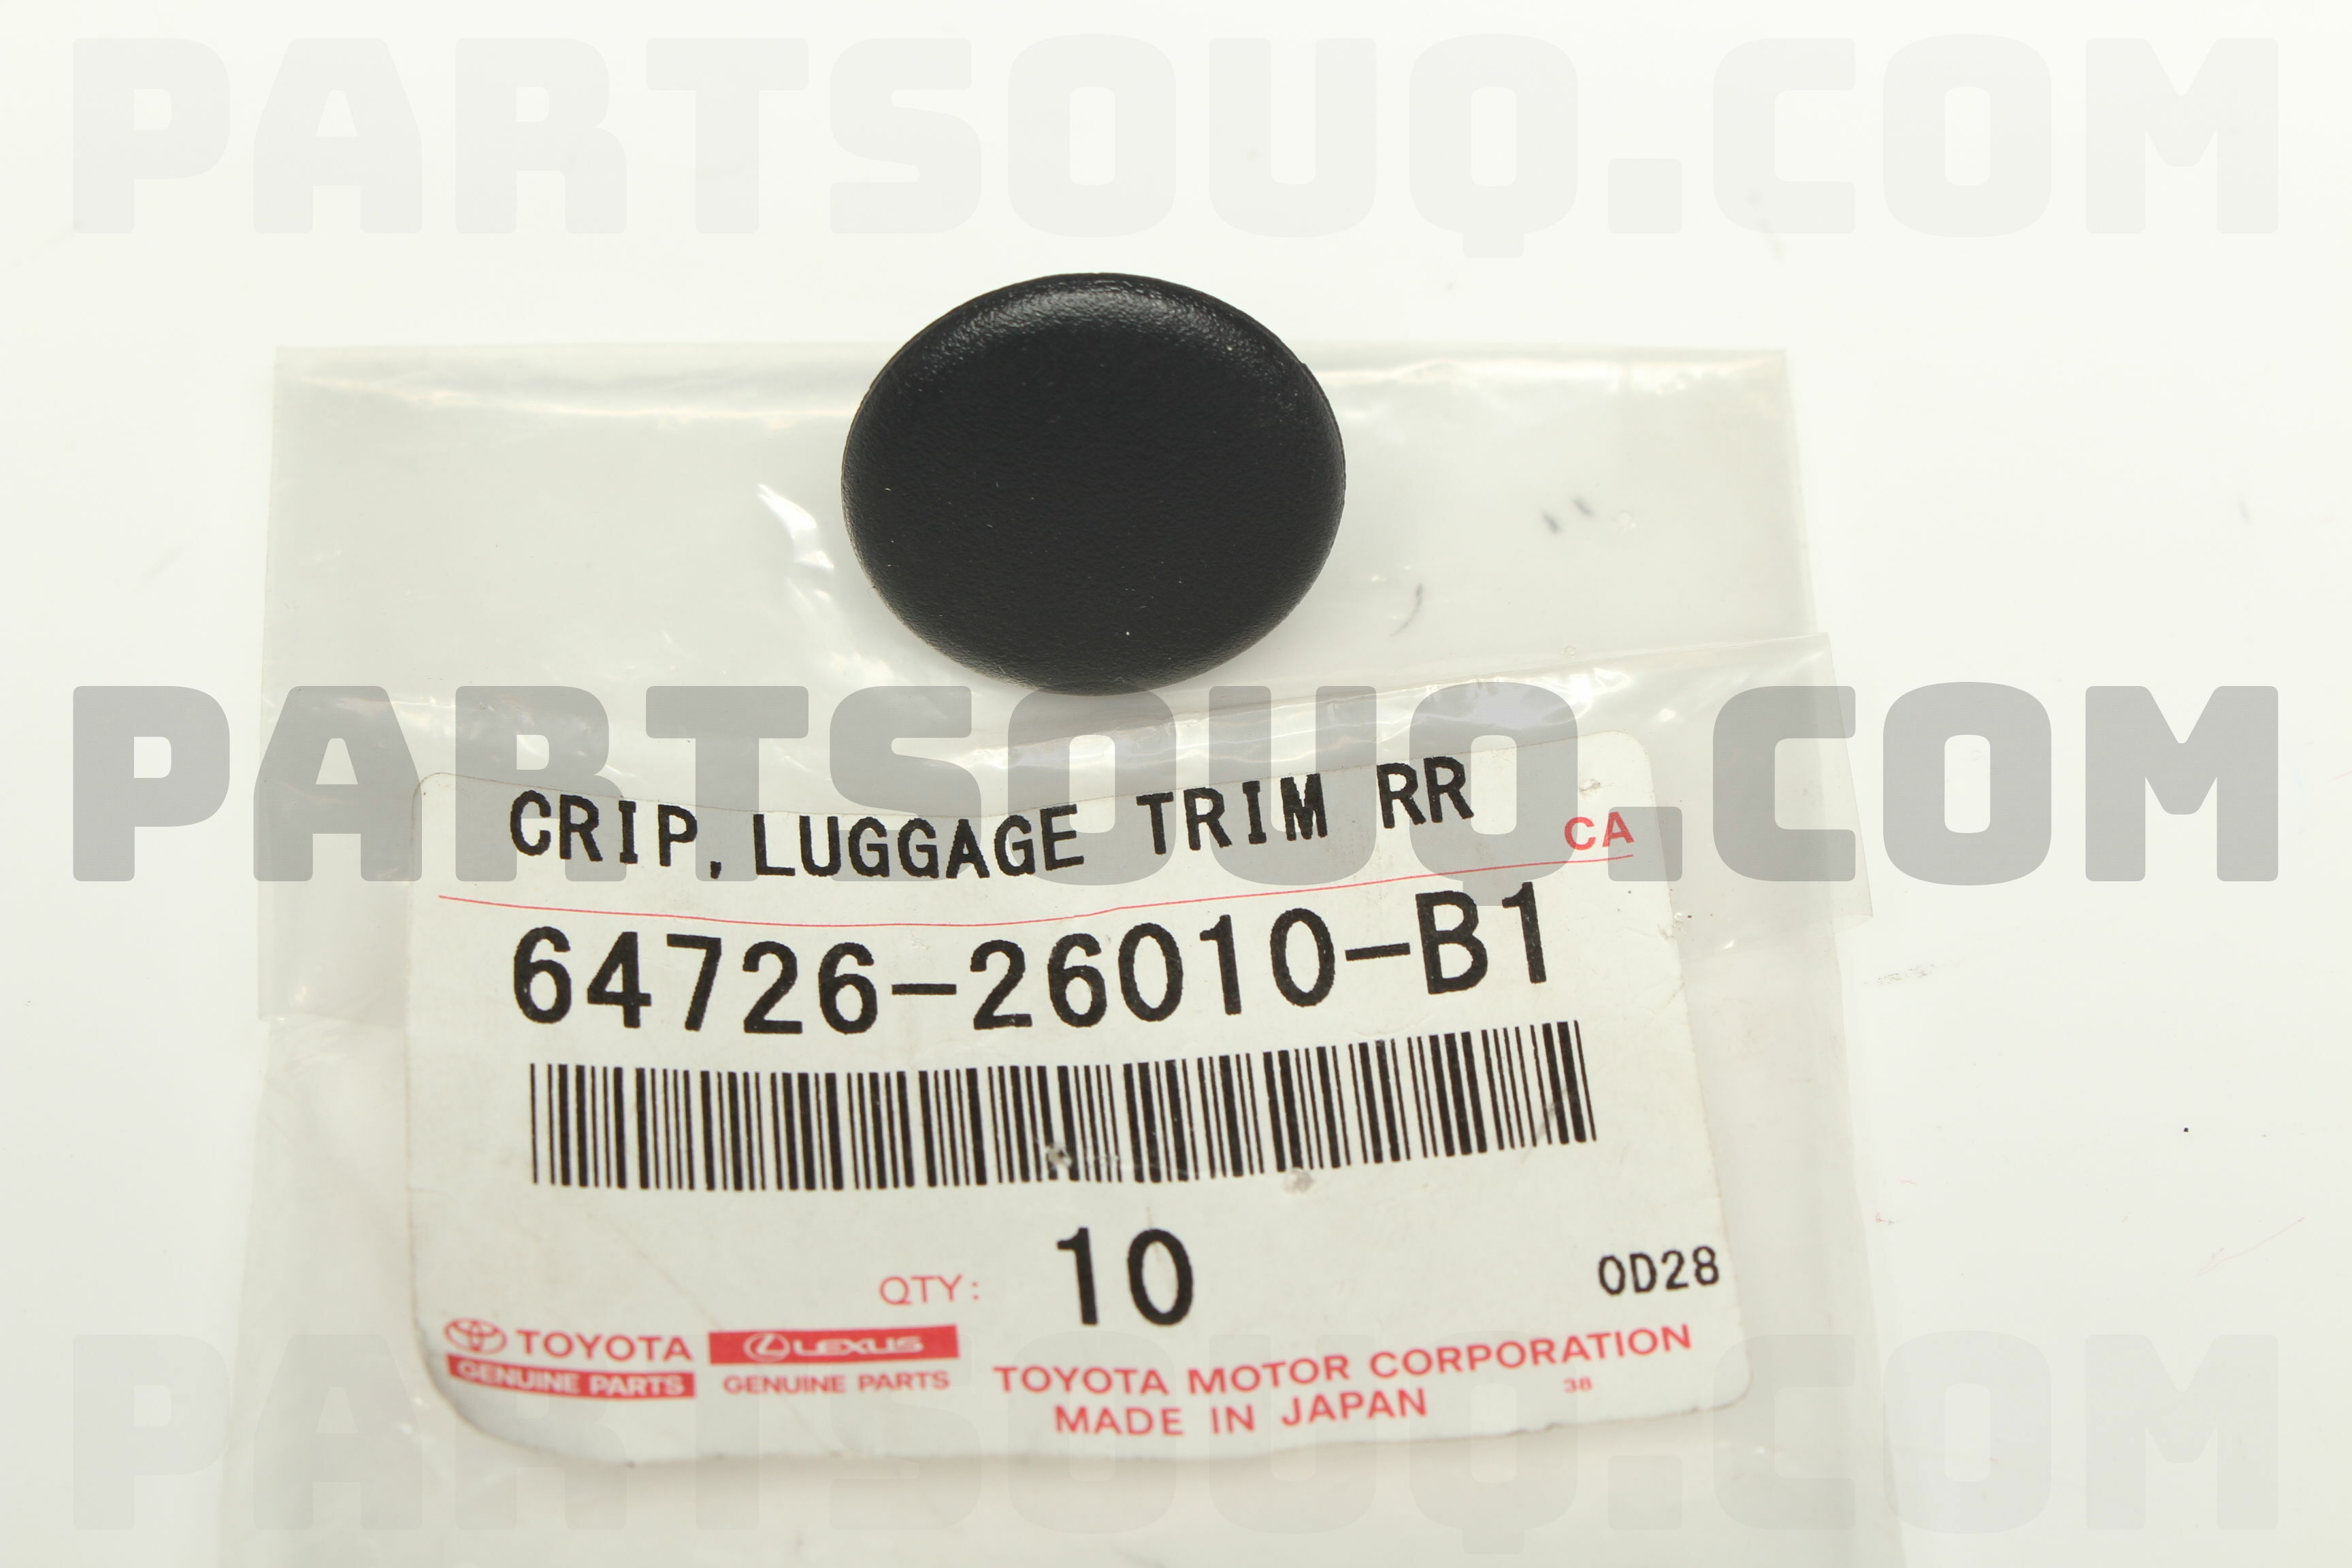 PARTSOUQ.COM
PARTSOUQ.COM
CRIP,LUGGAGE TRIM RR
CA
64726-26010-B1
QTY: 10
0D28
TOYOTA
GENUINE PARTS
LEXUS
GENUINE PARTS
TOYOTA MOTOR CORPORATION
MADE IN JAPAN
38
PARTSOUQ.COM